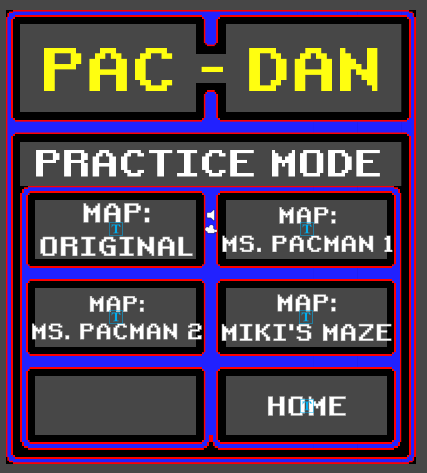 PAC - DAN
PRACTICE MODE
MAP:
ORIGINAL
MAP:
MS. PACMAN 1
MAP:
MS. PACMAN 2
MAP:
MIKI'S MAZE
HOME